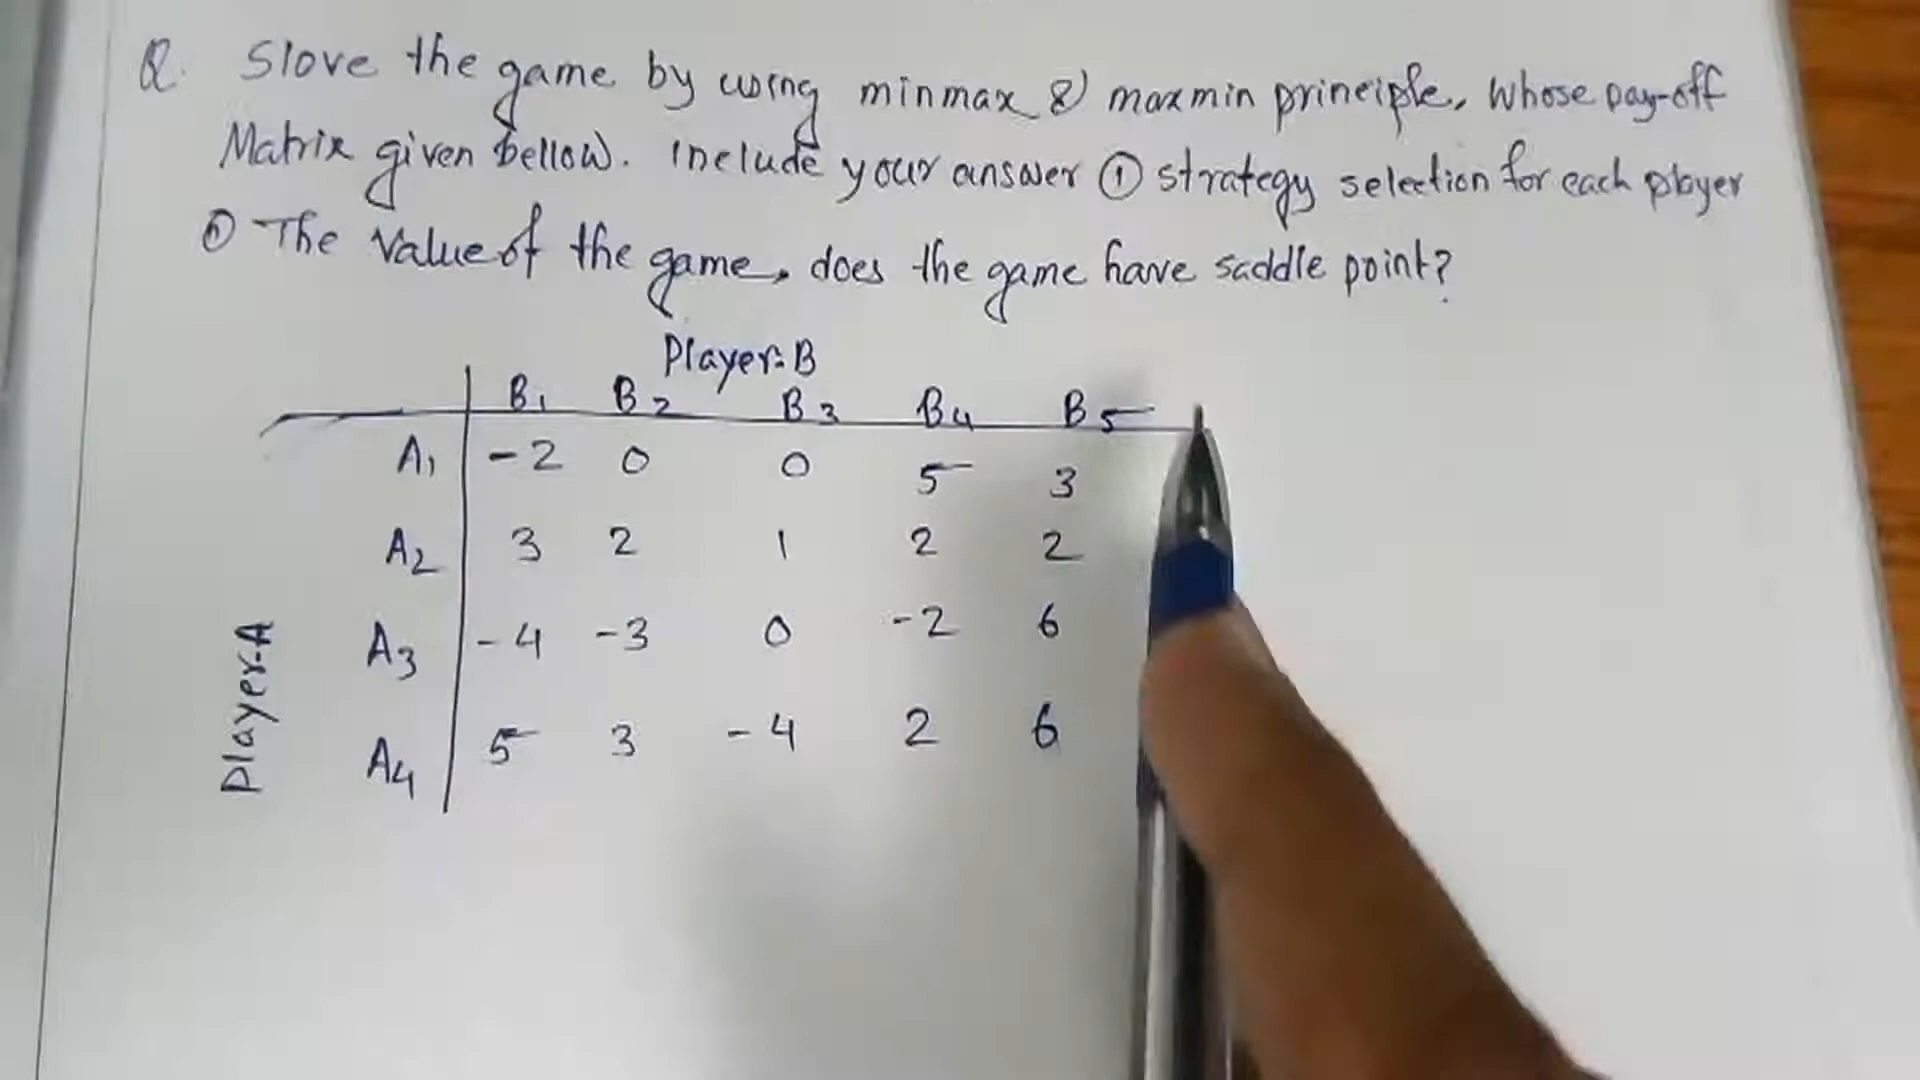 Q. Slove the game by using minmax & maxmin principle, whose pay-off
Matrix given bellow. Include your answer ① strategy selection for each player
⑪ The value of the game, does the game have saddle point?
Player: B
B1 B2 B3 B4 B5
A1 -2 0 0 5 3
A2 3 2 1 2 2
A3 -4 -3 0 -2 6
A4 5 3 -4 2 6
Player-A